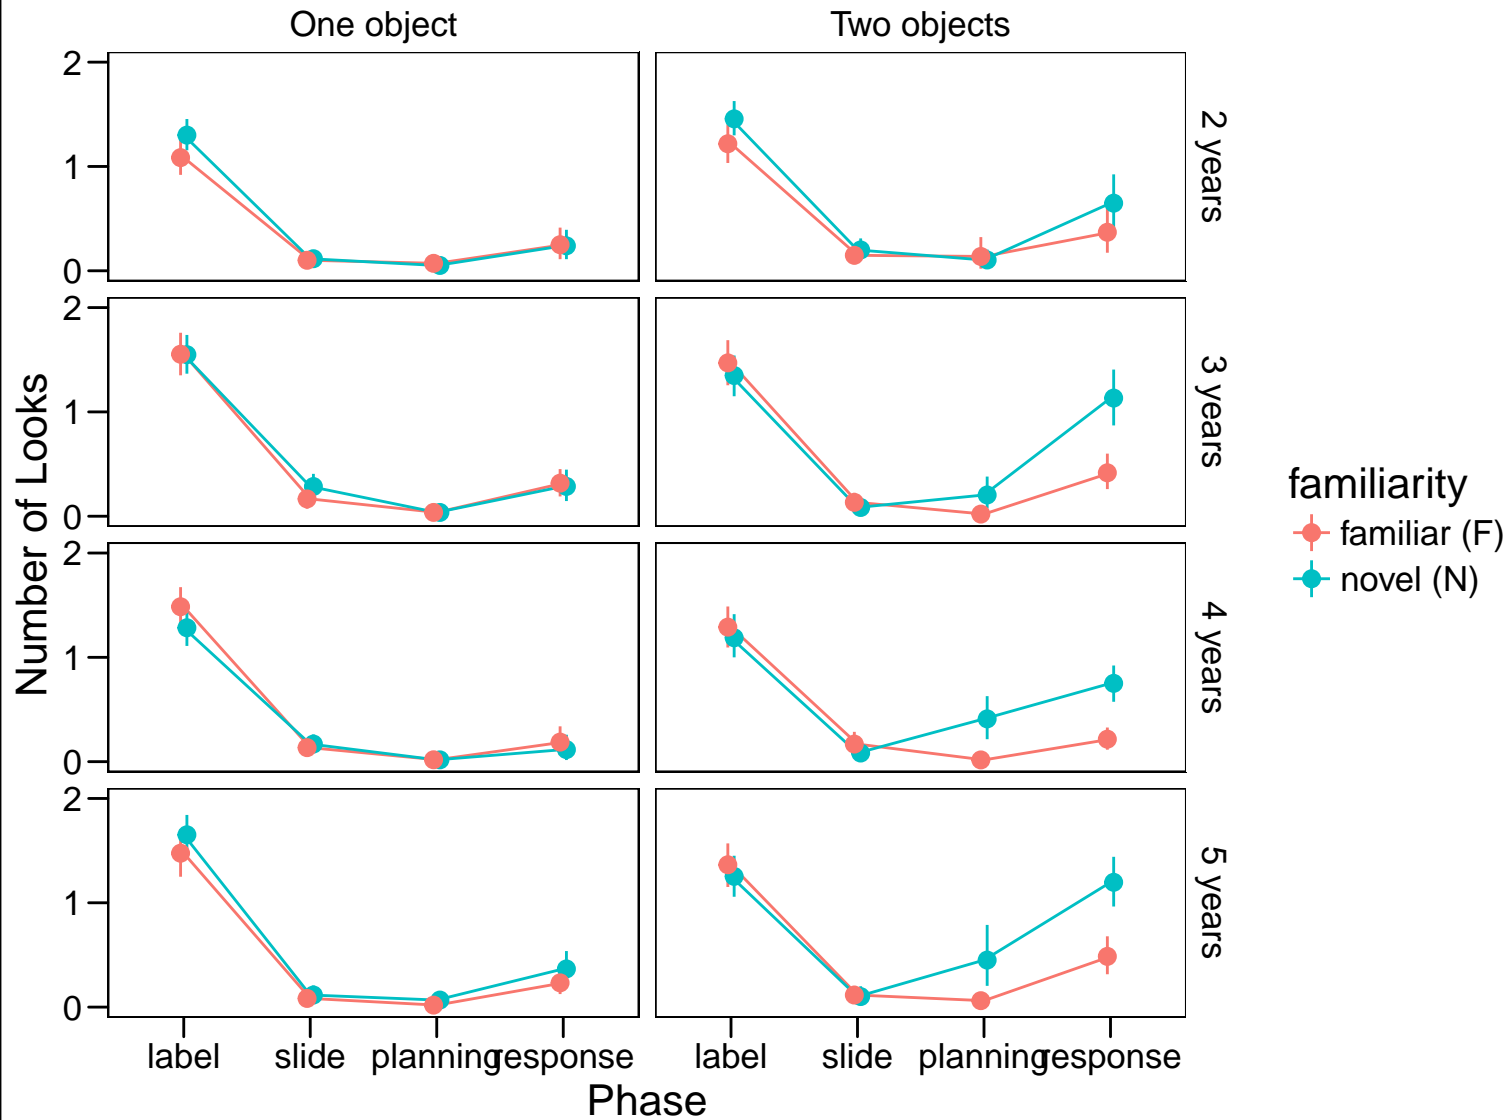 One object
Two objects
2
1
0
2 years
2
1
0
3 years
2
1
0
4 years
2
1
0
5 years
Number of Looks
label slide planning response
label slide planning response
Phase
familiarity
familiar (F)
novel (N)